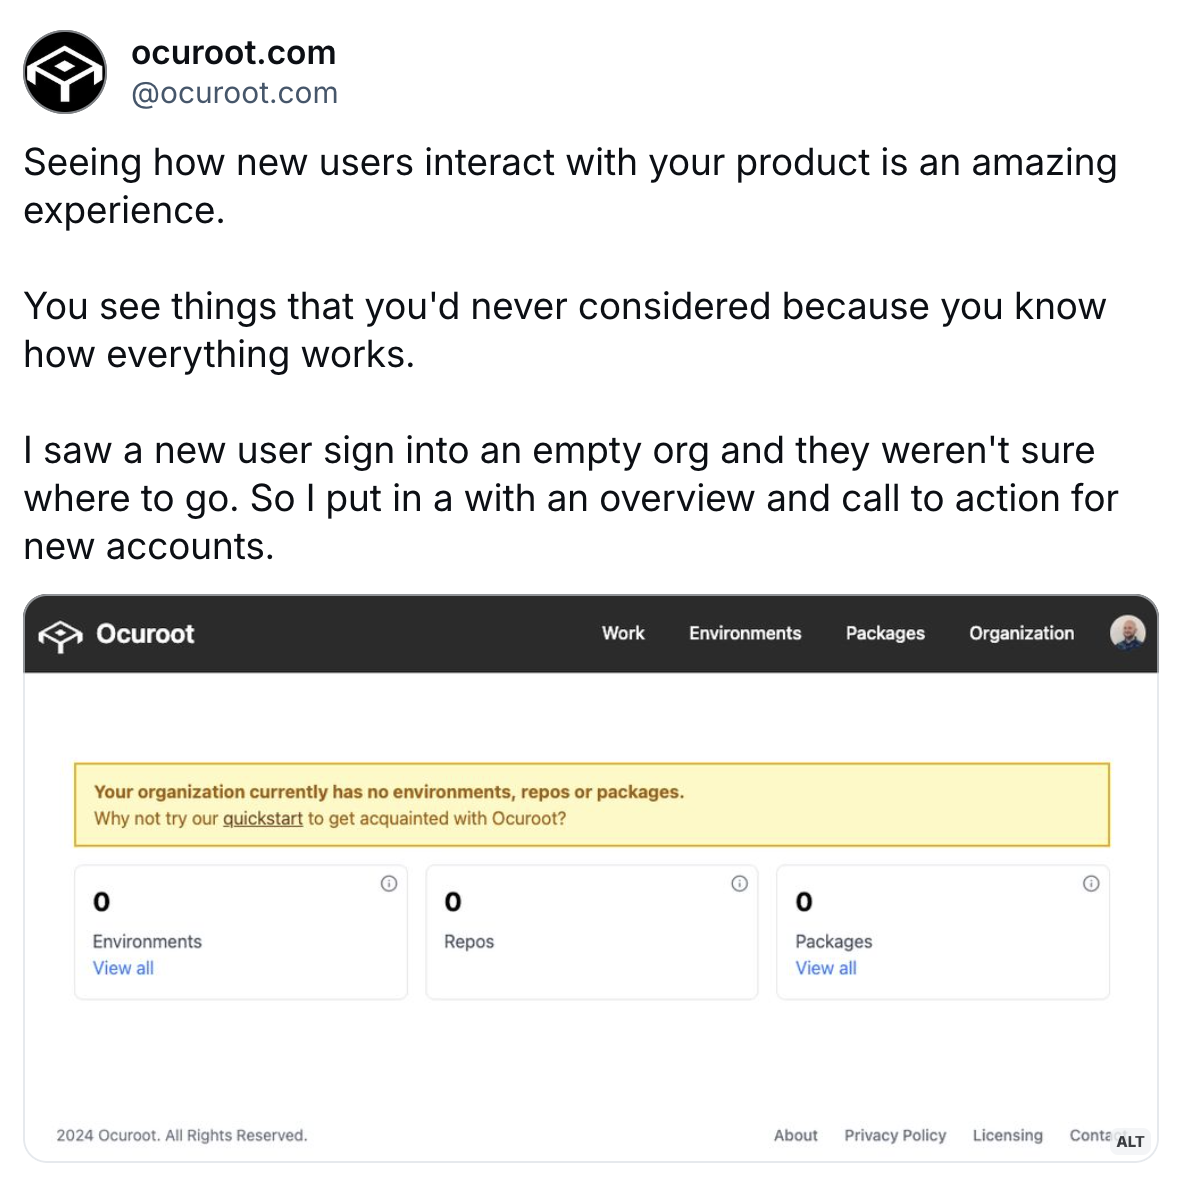 ocuroot.com
@ocuroot.com
Seeing how new users interact with your product is an amazing
experience.
You see things that you'd never considered because you know
how everything works.
I saw a new user sign into an empty org and they weren't sure
where to go. So I put in a with an overview and call to action for
new accounts.
Ocuroot
Work Environments Packages Organization
Your organization currently has no environments, repos or packages.
Why not try our quickstart to get acquainted with Ocuroot?
0
Environments
View all
0
Repos
0
Packages
View all
2024 Ocuroot. All Rights Reserved.
About Privacy Policy Licensing
ALT